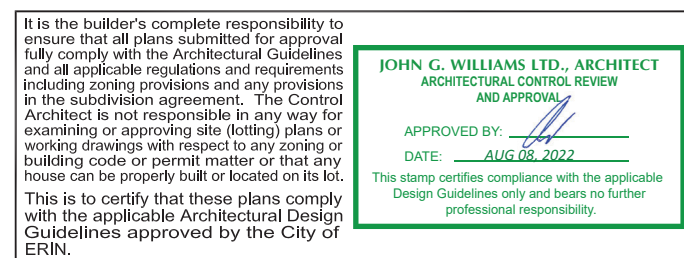 It is the builder's complete responsibility to
ensure that all plans submitted for approval
fully comply with the Architectural Guidelines
and all applicable regulations and requirements
including zoning provisions and any provisions
in the subdivision agreement. The Control
Architect is not responsible in any way for
examining or approving site (lotting) plans or
working drawings with respect to any zoning or
building code or permit matter or that any
house can be properly built or located on its lot.
This is to certify that these plans comply
with the applicable Architectural Design
Guidelines approved by the City of
ERIN.
JOHN G. WILLIAMS LTD., ARCHITECT
ARCHITECTURAL CONTROL REVIEW
AND APPROVAL
APPROVED BY:
DATE: AUG 08, 2022
This stamp certifies compliance with the applicable
Design Guidelines only and bears no further
professional responsibility.